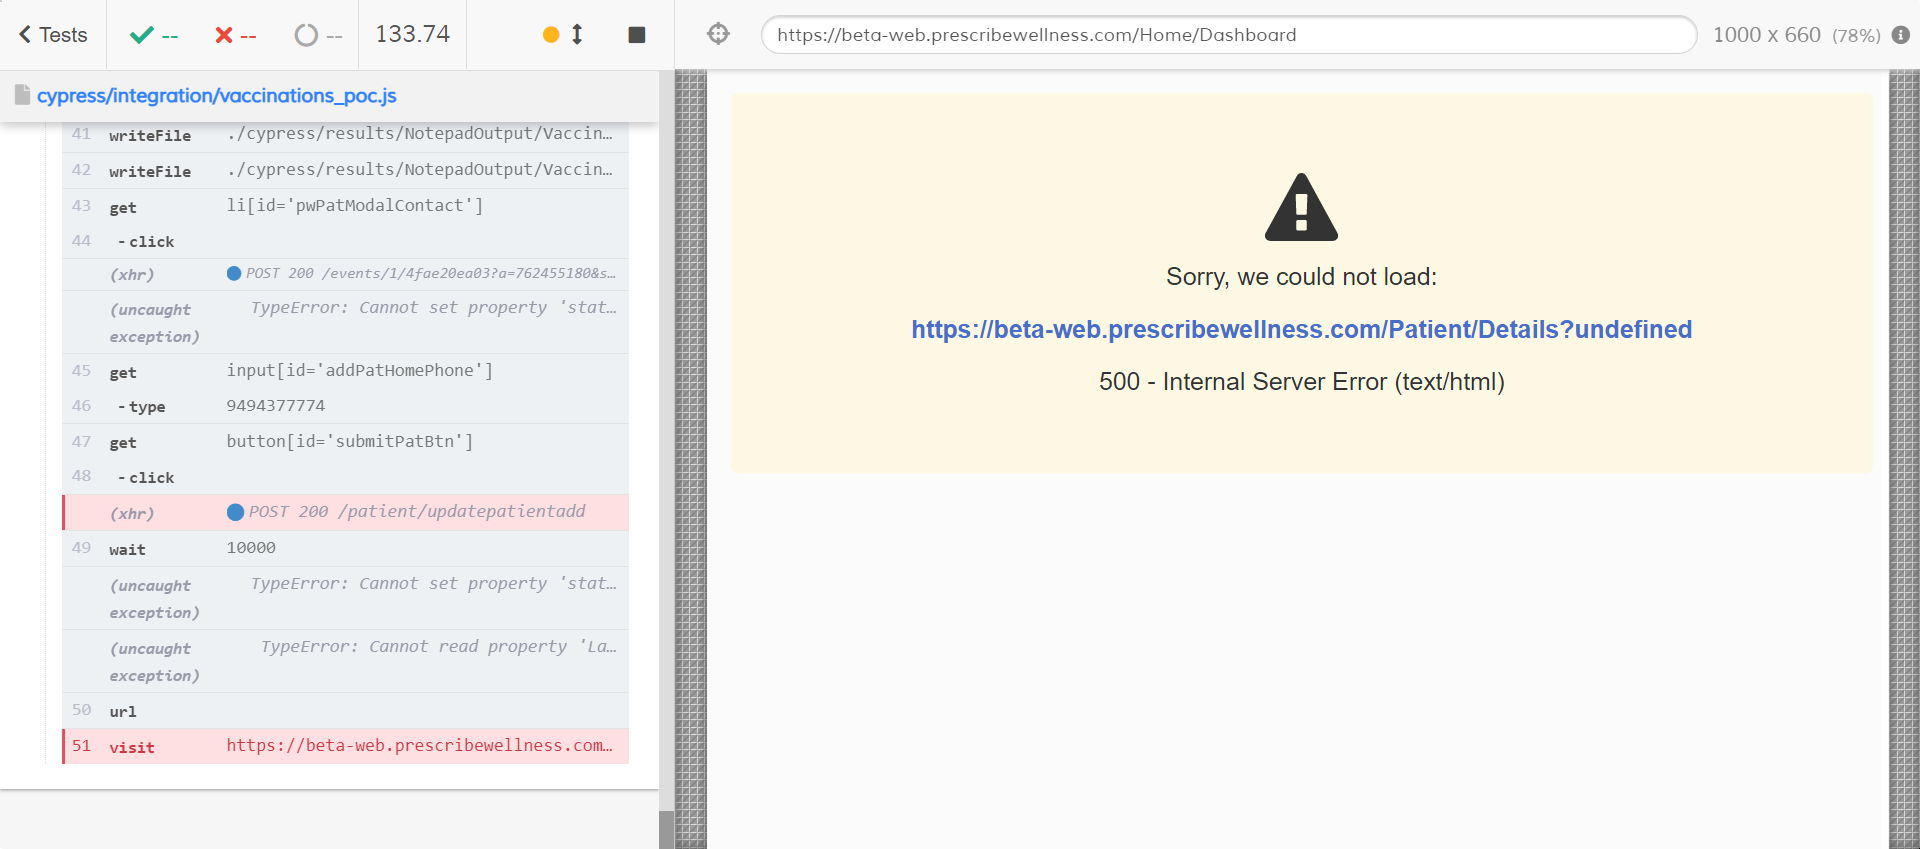 Tests
--
--
--
133.74
https://beta-web.prescribewellness.com/Home/Dashboard
1000 x 660 (78%)
cypress/integration/vaccinations_poc.js
41 writeFile ./cypress/results/NotepadOutput/Vaccin…
42 writeFile ./cypress/results/NotepadOutput/Vaccin…
43 get li[id='pwPatModalContact']
44 -click
(xhr) POST 200 /events/1/4fae20ea03?a=762455180&s…
(uncaught exception) TypeError: Cannot set property 'stat…
45 get input[id='addPatHomePhone']
46 -type 9494377774
47 get button[id='submitPatBtn']
48 -click
(xhr) POST 200 /patient/updatepatientadd
49 wait 10000
(uncaught exception) TypeError: Cannot set property 'stat…
(uncaught exception) TypeError: Cannot read property 'La…
50 url
51 visit https://beta-web.prescribewellness.com…
Sorry, we could not load:
https://beta-web.prescribewellness.com/Patient/Details?undefined
500 - Internal Server Error (text/html)